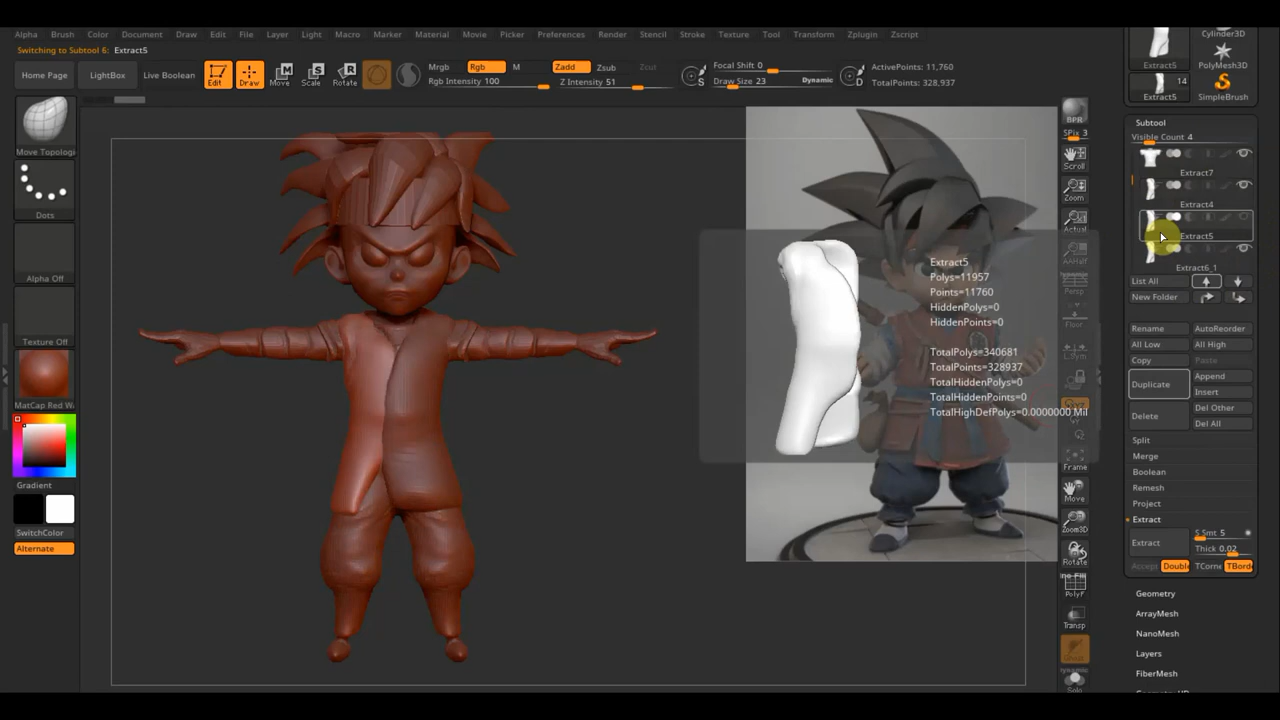 Alpha Brush Color Document Draw Edit File Layer Light Macro Marker Material Movie Picker Preferences Render Stencil Stroke Texture Tool Transform Zplugin Zscript
Switching to Subtool 6: Extract5
Home Page
LightBox
Live Boolean
Edit
Draw
Move
Scale
Rotate
Mrgb
Rgb
M
Rgb Intensity 100
Zadd
Zsub
Zcut
Z Intensity 51
S
Focal Shift 0
Draw Size 23
Dynamic
D
ActivePoints: 11,760
TotalPoints: 328,937
Extract5
Cylinder3D
PolyMesh3D
14
Extract5
SimpleBrush
Move Topologi
Dots
Alpha Off
Texture Off
MatCap Red W
Gradient
SwitchColor
Alternate
BPR
SPix 3
Scroll
Zoom
Actual
AAHalf
Persp
Floor
L.Sym
Frame
Move
Zoom3D
Rotate
PolyF
Transp
Solo
Extract5
Polys=11957
Points=11760
HiddenPolys=0
HiddenPoints=0
TotalPolys=340681
TotalPoints=328937
TotalHiddenPolys=0
TotalHiddenPoints=0
TotalHighDefPolys=0.0000000 Mil
Subtool
Visible Count 4
Extract7
Extract4
Extract5
Extract6_1
List All
New Folder
Rename
AutoReorder
All Low
All High
Copy
Paste
Duplicate
Append
Insert
Delete
Del Other
Del All
Split
Merge
Boolean
Remesh
Project
Extract
Extract
S Smt 5
Thick 0.02
Accept
Double
TCorne
TBorde
Geometry
ArrayMesh
NanoMesh
Layers
FiberMesh